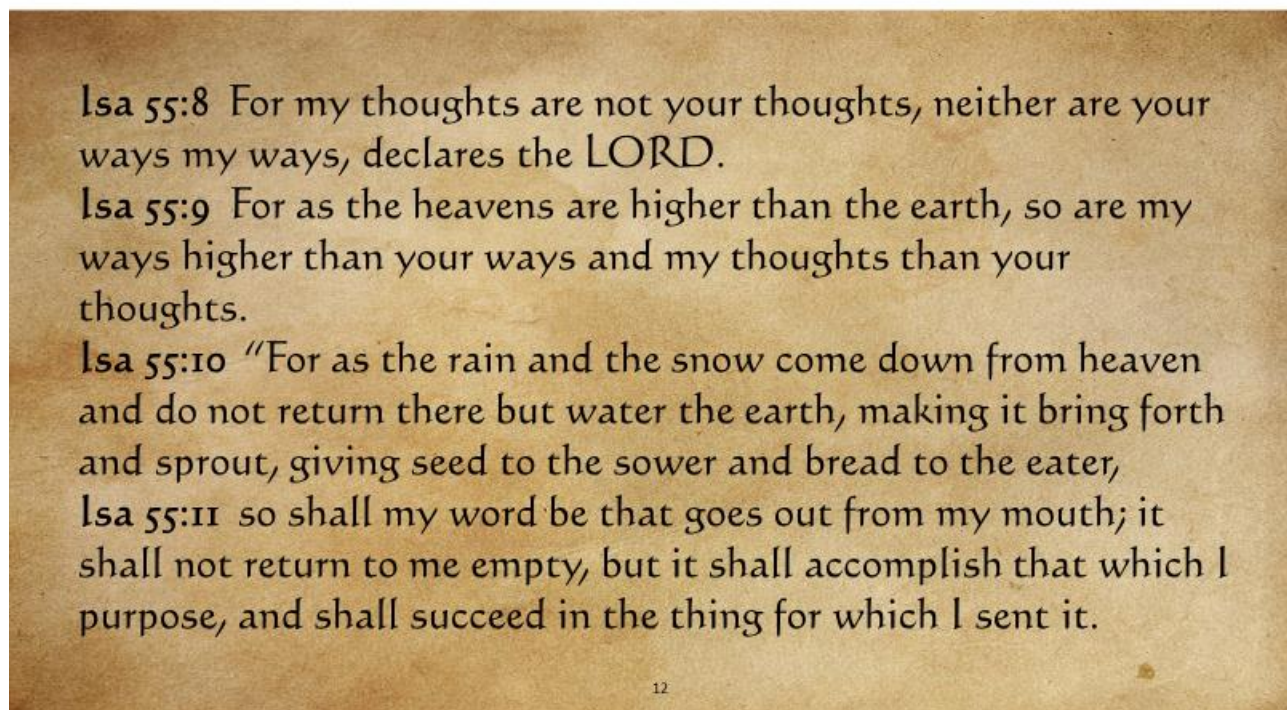 Isa 55:8  For my thoughts are not your thoughts, neither are your
ways my ways, declares the LORD.
Isa 55:9  For as the heavens are higher than the earth, so are my
ways higher than your ways and my thoughts than your
thoughts.
Isa 55:10  “For as the rain and the snow come down from heaven
and do not return there but water the earth, making it bring forth
and sprout, giving seed to the sower and bread to the eater,
Isa 55:11  so shall my word be that goes out from my mouth; it
shall not return to me empty, but it shall accomplish that which I
purpose, and shall succeed in the thing for which I sent it.
12